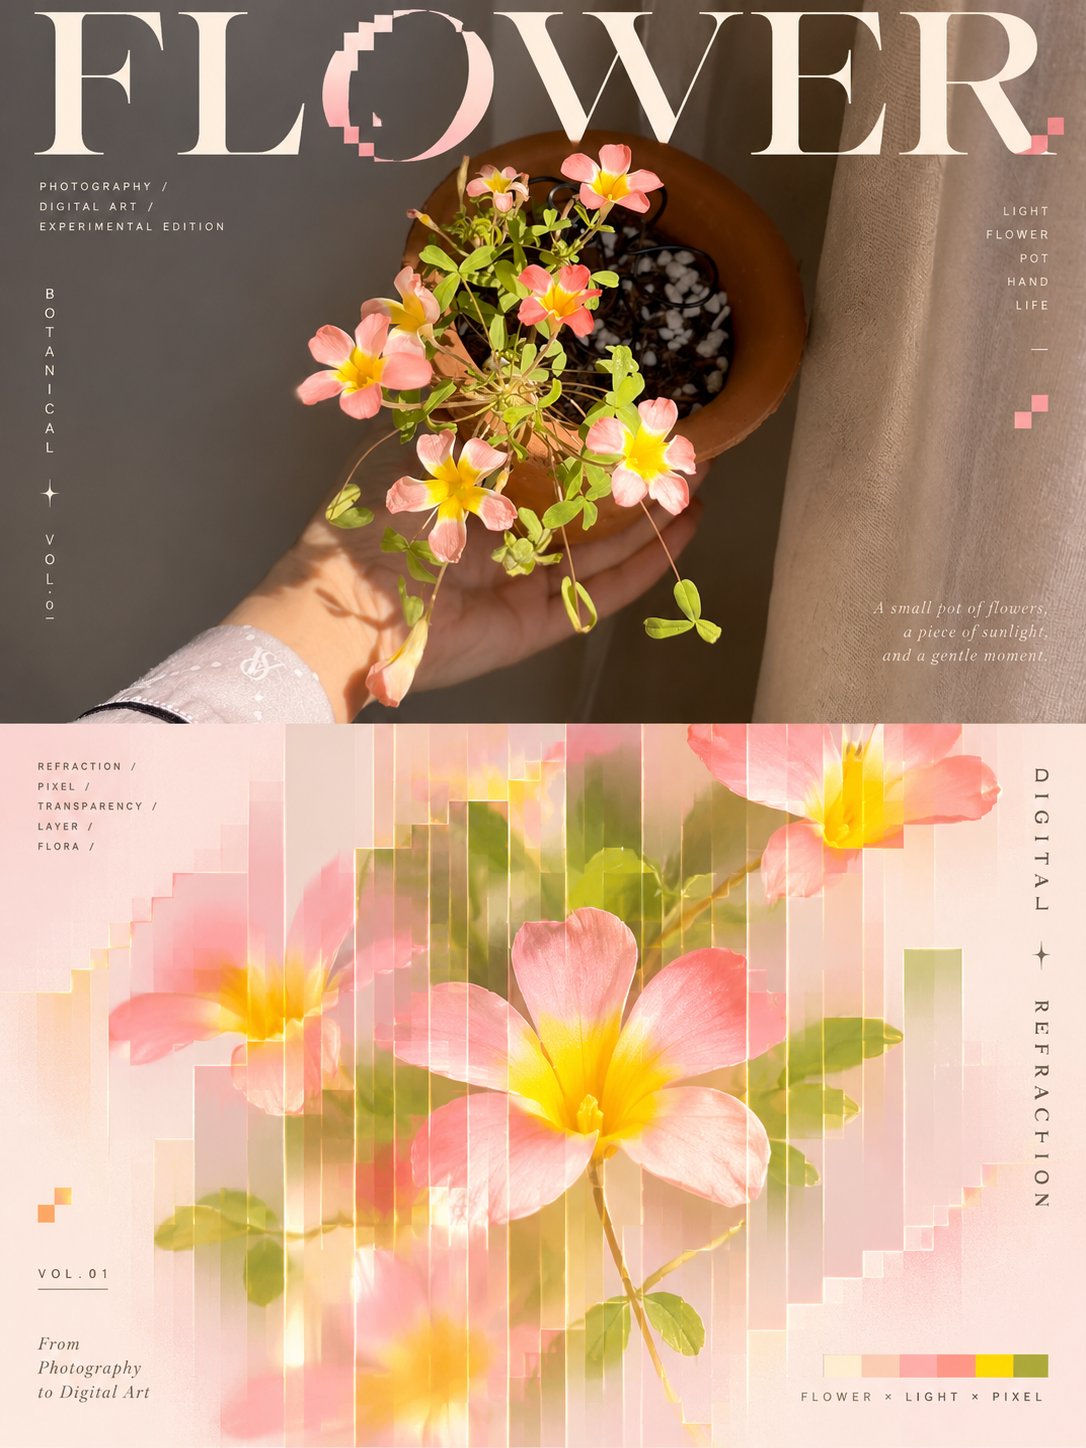 FLOWER
PHOTOGRAPHY /
DIGITAL ART /
EXPERIMENTAL EDITION
LIGHT
FLOWER
POT
HAND
LIFE
BOTANICAL VOL.01
A small pot of flowers,
a piece of sunlight,
and a gentle moment.
REFRACTION /
PIXEL /
TRANSPARENCY /
LAYER /
FLORA /
DIGITAL REFRACTION
VOL.01
From
Photography
to Digital Art
FLOWER × LIGHT × PIXEL